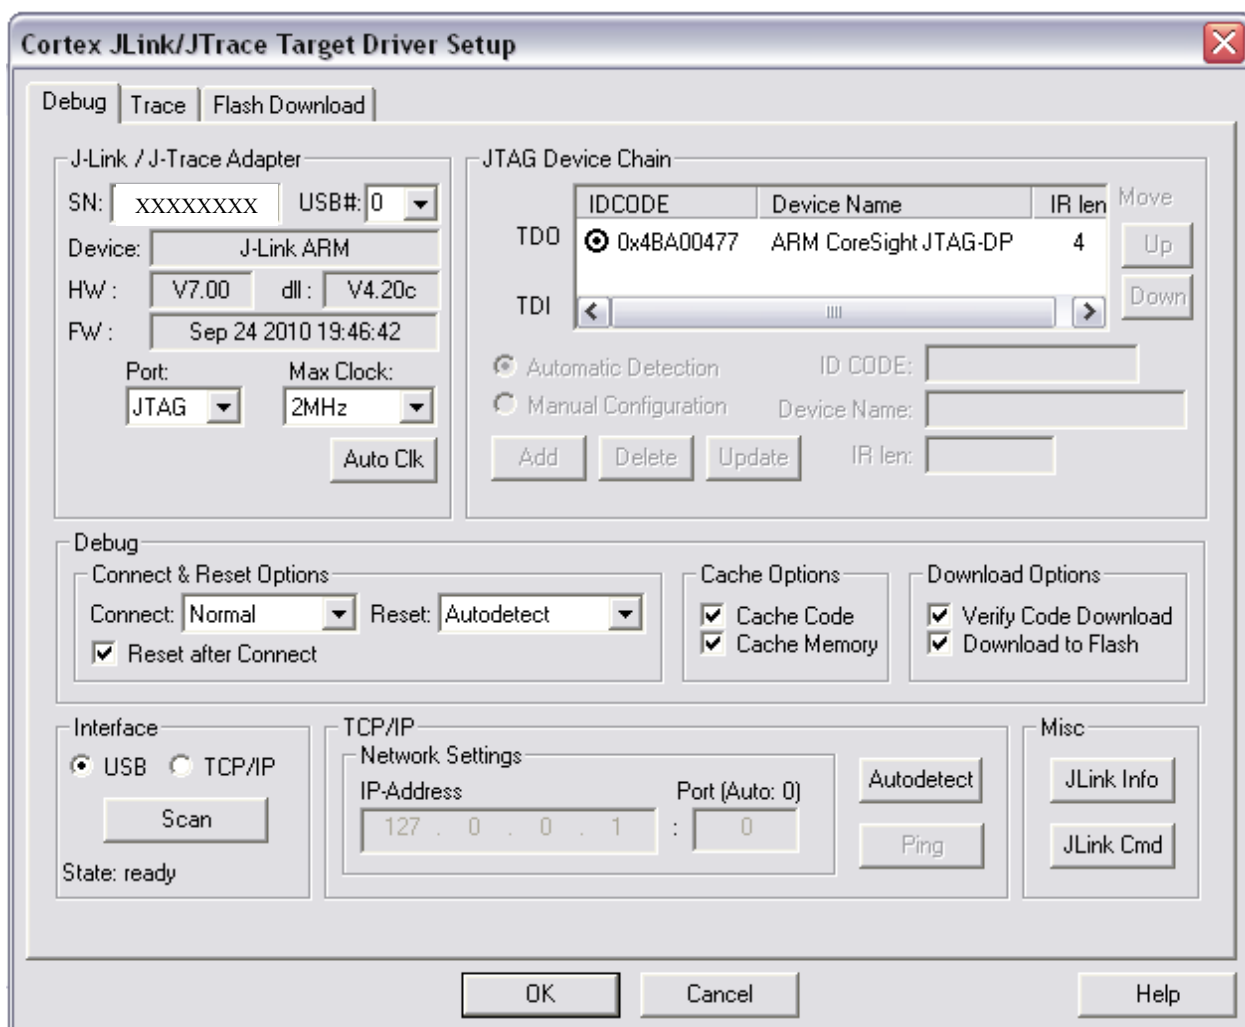 Cortex JLink/JTrace Target Driver Setup
Debug Trace Flash Download
J-Link / J-Trace Adapter
SN: XXXXXXXX USB#: 0
Device: J-Link ARM
HW : V7.00 dll : V4.20c
FW : Sep 24 2010 19:46:42
Port: Max Clock:
JTAG 2MHz
Auto Clk
JTAG Device Chain
IDCODE Device Name IR len Move
TDO 0x4BA00477 ARM CoreSight JTAG-DP 4 Up
TDI Down
Automatic Detection ID CODE:
Manual Configuration Device Name:
Add Delete Update IR len:
Debug
Connect & Reset Options
Connect: Normal Reset: Autodetect
Reset after Connect
Cache Options
Cache Code
Cache Memory
Download Options
Verify Code Download
Download to Flash
Interface
USB TCP/IP
Scan
State: ready
TCP/IP
Network Settings
IP-Address Port (Auto: 0)
127 . 0 . 0 . 1 : 0
Autodetect
Ping
Misc
JLink Info
JLink Cmd
OK Cancel Help